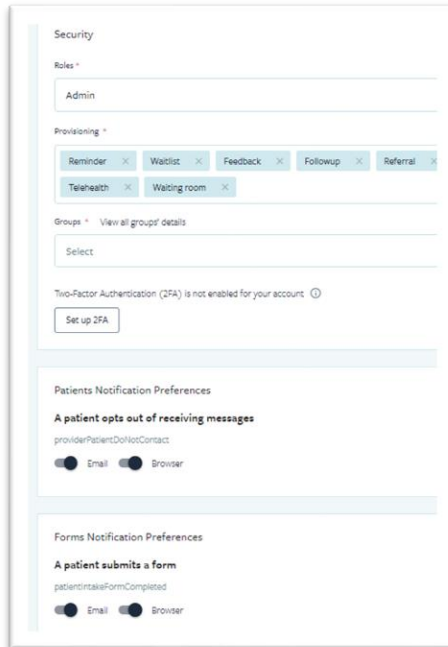 Security
Roles *
Admin
Provisioning *
Reminder × Waitlist × Feedback × Followup × Referral ×
Telehealth × Waiting room ×
Groups * View all groups' details
Select
Two-Factor Authentication (2FA) is not enabled for your account
Set up 2FA
Patients Notification Preferences
A patient opts out of receiving messages
providerPatientDoNotContact
Email Browser
Forms Notification Preferences
A patient submits a form
patientIntakeFormCompleted
Email Browser